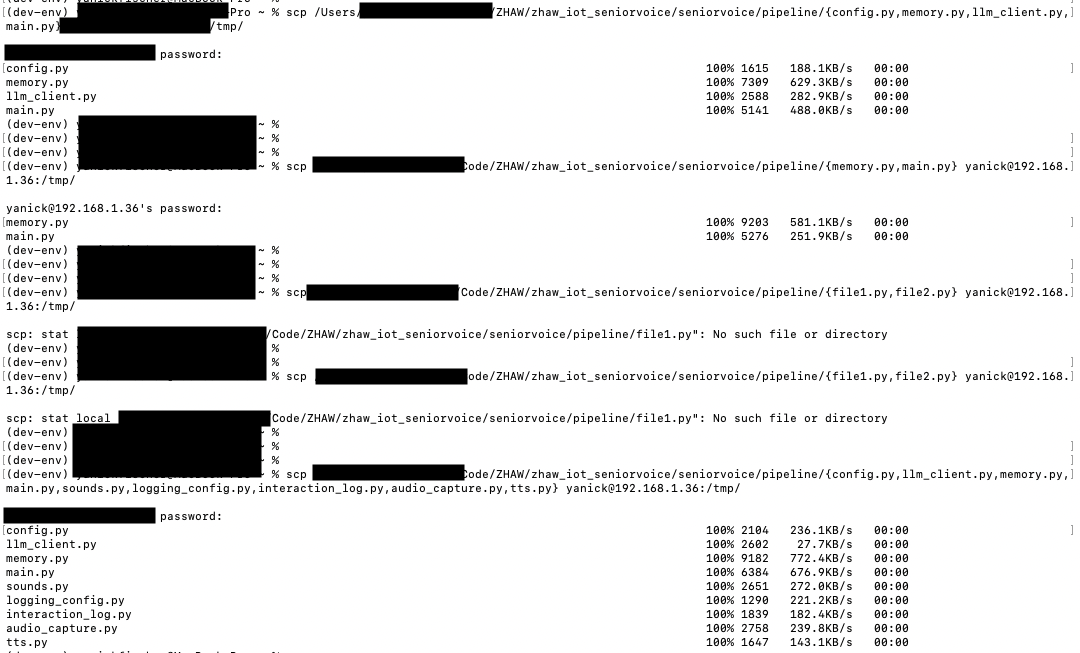 [(dev-env) Pro ~ % scp /Users/ /ZHAW/zhaw_iot_seniorvoice/seniorvoice/pipeline/{config.py,memory.py,llm_client.py,]
main.py} /tmp/
password:
[config.py 100% 1615 188.1KB/s 00:00 ]
memory.py 100% 7309 629.3KB/s 00:00
llm_client.py 100% 2588 282.9KB/s 00:00
main.py 100% 5141 488.0KB/s 00:00
(dev-env) ~ %
[(dev-env) ~ % ]
[(dev-env) ~ % ]
[(dev-env) ~ % scp Code/ZHAW/zhaw_iot_seniorvoice/seniorvoice/pipeline/{memory.py,main.py} yanick@192.168.]
1.36:/tmp/
yanick@192.168.1.36's password:
[memory.py 100% 9203 581.1KB/s 00:00 ]
main.py 100% 5276 251.9KB/s 00:00
(dev-env) ~ %
[(dev-env) ~ % ]
[(dev-env) ~ % ]
[(dev-env) ~ % scp Code/ZHAW/zhaw_iot_seniorvoice/seniorvoice/pipeline/{file1.py,file2.py} yanick@192.168.]
1.36:/tmp/
scp: stat /Code/ZHAW/zhaw_iot_seniorvoice/seniorvoice/pipeline/file1.py": No such file or directory
(dev-env) %
[(dev-env) % ]
[(dev-env) % scp ode/ZHAW/zhaw_iot_seniorvoice/seniorvoice/pipeline/{file1.py,file2.py} yanick@192.168.]
1.36:/tmp/
scp: stat local Code/ZHAW/zhaw_iot_seniorvoice/seniorvoice/pipeline/file1.py": No such file or directory
(dev-env) ~ %
[(dev-env) ~ % ]
[(dev-env) ~ % ]
[(dev-env) ~ % scp Code/ZHAW/zhaw_iot_seniorvoice/seniorvoice/pipeline/{config.py,llm_client.py,memory.py,]
main.py,sounds.py,logging_config.py,interaction_log.py,audio_capture.py,tts.py} yanick@192.168.1.36:/tmp/
password:
[config.py 100% 2104 236.1KB/s 00:00 ]
llm_client.py 100% 2602 27.7KB/s 00:00
memory.py 100% 9182 772.4KB/s 00:00
main.py 100% 6384 676.9KB/s 00:00
sounds.py 100% 2651 272.0KB/s 00:00
logging_config.py 100% 1290 221.2KB/s 00:00
interaction_log.py 100% 1839 182.4KB/s 00:00
audio_capture.py 100% 2758 239.8KB/s 00:00
tts.py 100% 1647 143.1KB/s 00:00